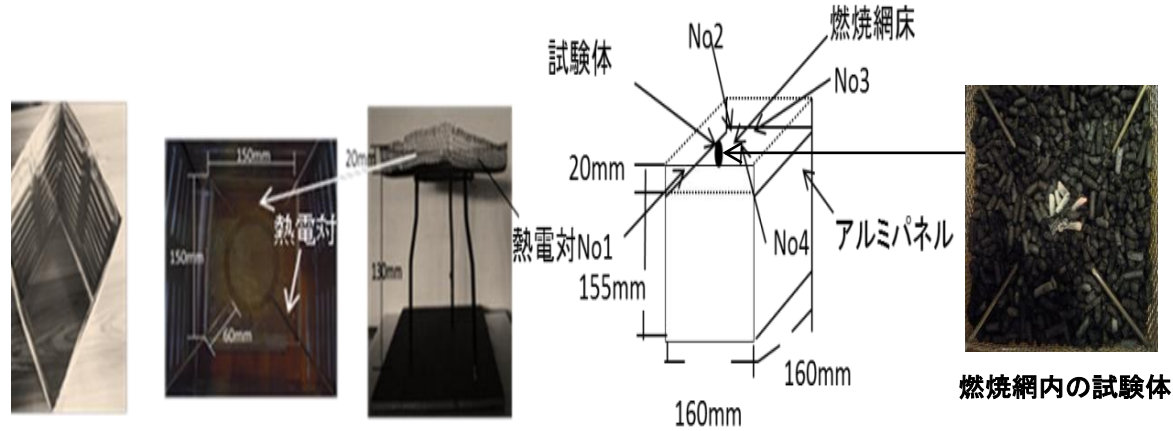 150mm
150mm
60mm
熱電対
20mm
130mm
熱電対No1
試験体
No2
燃焼網床
No3
20mm
No4
アルミパネル
155mm
160mm
160mm
燃焼網内の試験体